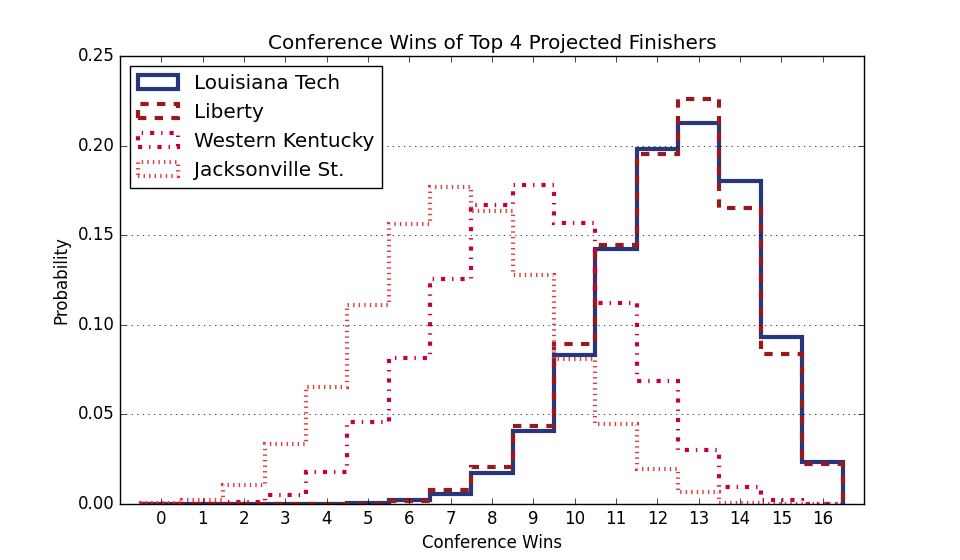 Conference Wins of Top 4 Projected Finishers
0.25
0.20
0.15
0.10
0.05
0.00
Probability
Louisiana Tech
Liberty
Western Kentucky
Jacksonville St.
0 1 2 3 4 5 6 7 8 9 10 11 12 13 14 15 16
Conference Wins